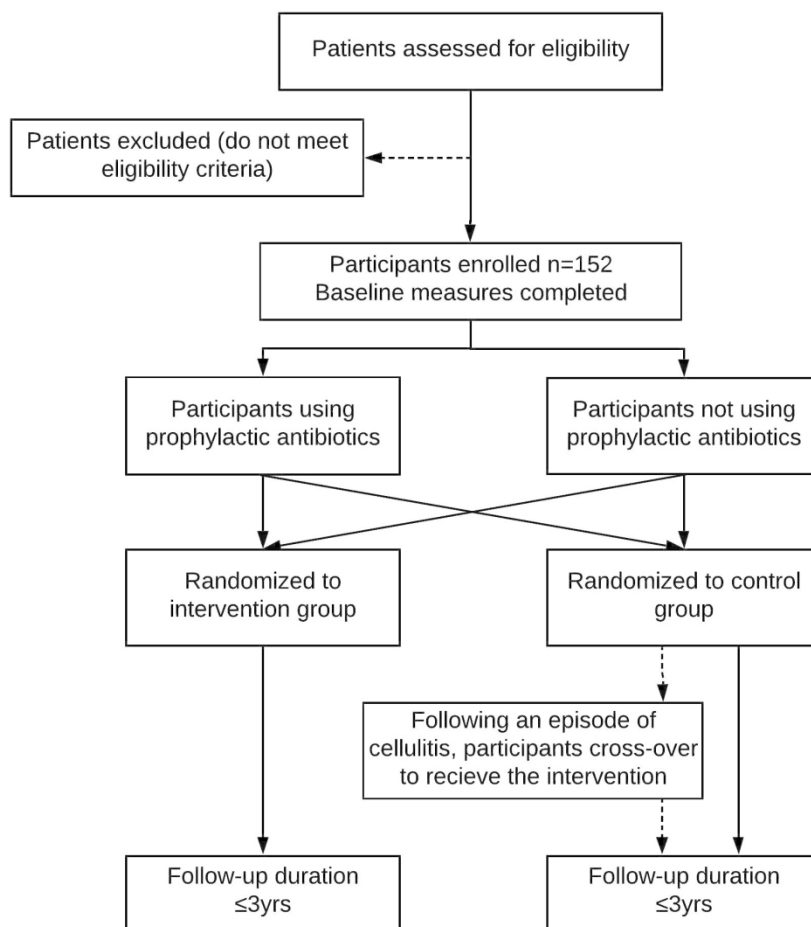 Patients assessed for eligibility
Patients excluded (do not meet
eligibility criteria)
Participants enrolled n=152
Baseline measures completed
Participants using
prophylactic antibiotics
Participants not using
prophylactic antibiotics
Randomized to
intervention group
Randomized to control
group
Following an episode of
cellulitis, participants cross-over
to recieve the intervention
Follow-up duration
≤3yrs
Follow-up duration
≤3yrs